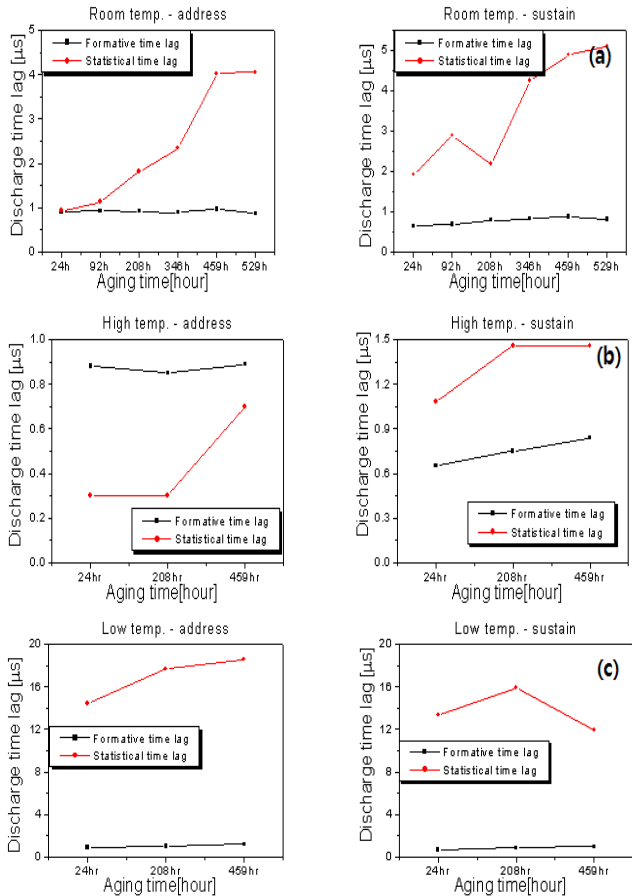 Room temp. - address
Discharge time lag [µs]
5
4
3
2
1
0
Formative time lag
Statistical time lag
24h 92h 208h 346h 459h 529h
Aging time[hour]
Room temp. - sustain
(a)
Discharge time lag [µs]
5
4
3
2
1
0
Formative time lag
Statistical time lag
24h 92h 208h 346h 459h 529h
Aging time[hour]
High temp. - address
Discharge time lag [µs]
1.0
0.8
0.6
0.4
0.2
0.0
Formative time lag
Statistical time lag
24hr 208hr 459hr
Aging time[hour]
High temp. - sustain
(b)
Discharge time lag [µs]
1.5
1.2
0.9
0.6
0.3
0.0
Formative time lag
Statistical time lag
24hr 208hr 459hr
Aging time[hour]
Low temp. - address
Discharge time lag [µs]
20
16
12
8
4
0
Formative time lag
Statistical time lag
24hr 208hr 459hr
Aging time[hour]
Low temp. - sustain
(c)
Discharge time lag [µs]
20
16
12
8
4
0
Formative time lag
Statistical time lag
24hr 208hr 459hr
Aging time[hour]